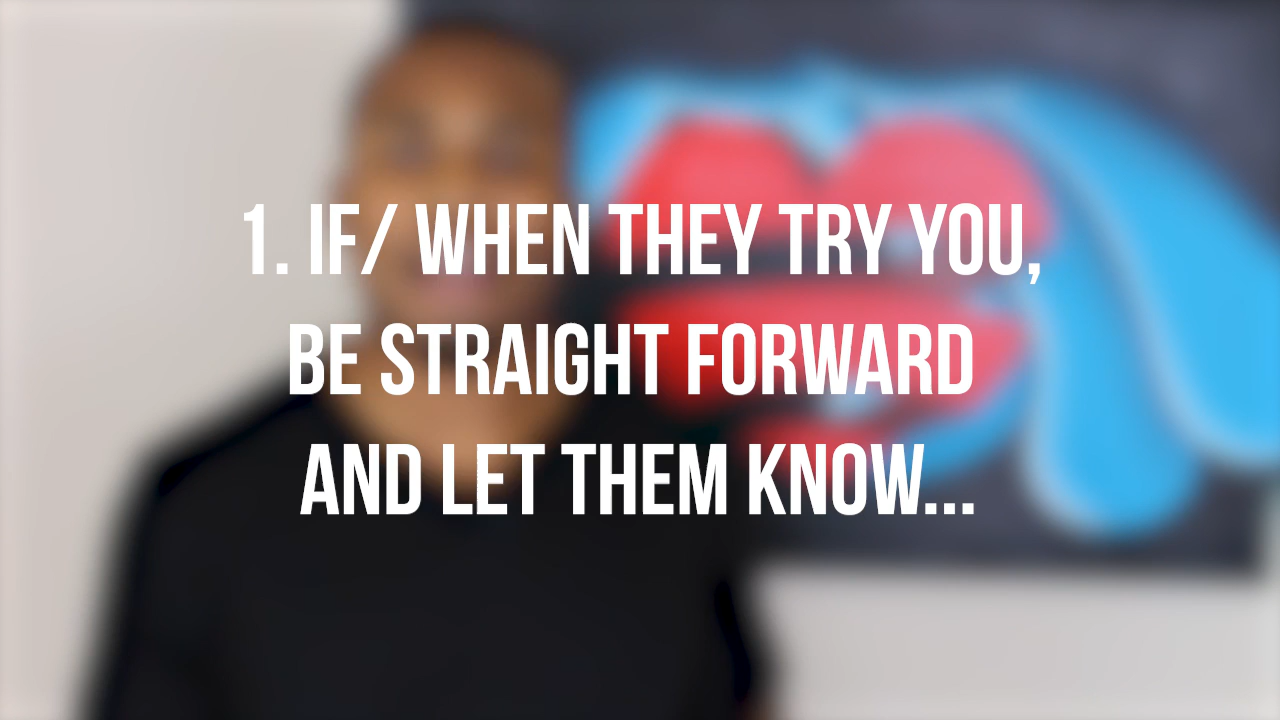 1. IF/ WHEN THEY TRY YOU,
BE STRAIGHT FORWARD
AND LET THEM KNOW...